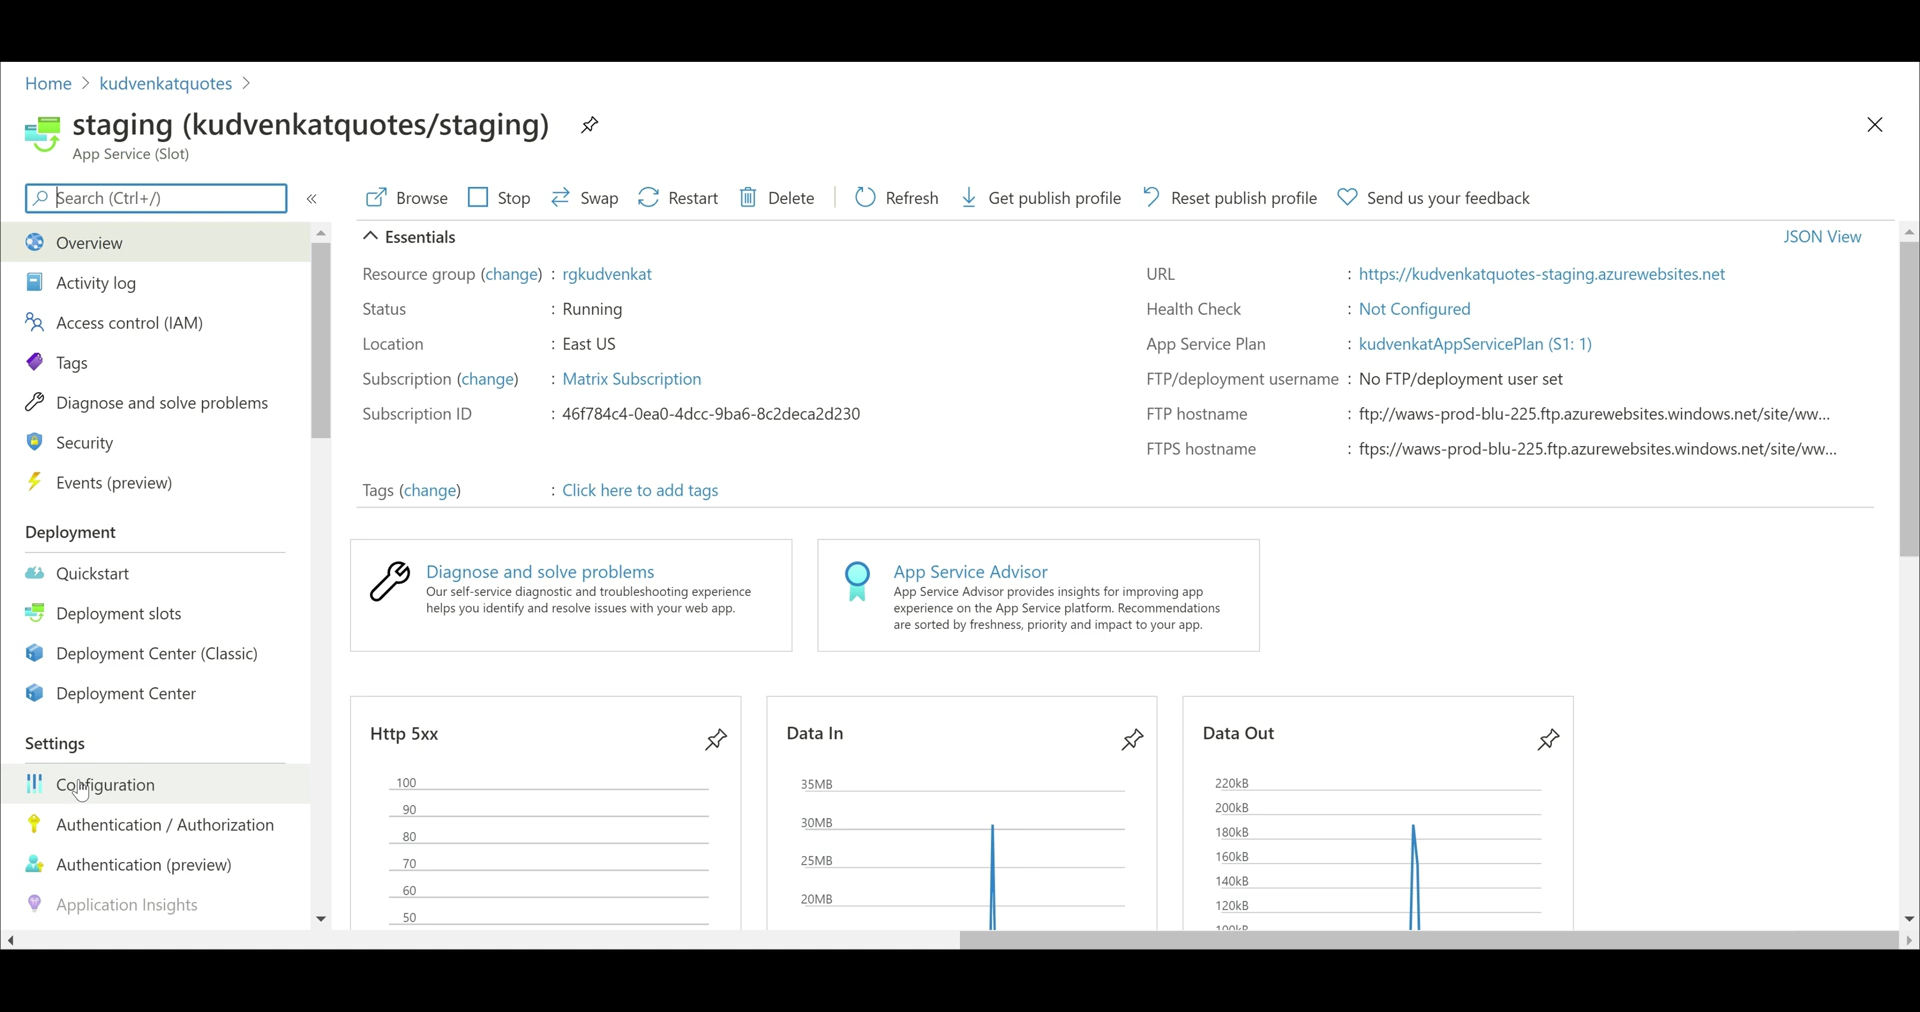 Home > kudvenkatquotes >
staging (kudvenkatquotes/staging)
App Service (Slot)
Search (Ctrl+/)
«
Browse Stop Swap Restart Delete Refresh Get publish profile Reset publish profile Send us your feedback
Overview
Activity log
Access control (IAM)
Tags
Diagnose and solve problems
Security
Events (preview)
Deployment
Quickstart
Deployment slots
Deployment Center (Classic)
Deployment Center
Settings
Configuration
Authentication / Authorization
Authentication (preview)
Application Insights
Essentials
JSON View
Resource group (change) : rgkudvenkat
Status : Running
Location : East US
Subscription (change) : Matrix Subscription
Subscription ID : 46f784c4-0ea0-4dcc-9ba6-8c2deca2d230
URL : https://kudvenkatquotes-staging.azurewebsites.net
Health Check : Not Configured
App Service Plan : kudvenkatAppServicePlan (S1: 1)
FTP/deployment username : No FTP/deployment user set
FTP hostname : ftp://waws-prod-blu-225.ftp.azurewebsites.windows.net/site/ww...
FTPS hostname : ftps://waws-prod-blu-225.ftp.azurewebsites.windows.net/site/ww...
Tags (change) : Click here to add tags
Diagnose and solve problems
Our self-service diagnostic and troubleshooting experience
helps you identify and resolve issues with your web app.
App Service Advisor
App Service Advisor provides insights for improving app
experience on the App Service platform. Recommendations
are sorted by freshness, priority and impact to your app.
Http 5xx
100
90
80
70
60
50
Data In
35MB
30MB
25MB
20MB
Data Out
220kB
200kB
180kB
160kB
140kB
120kB
100kB